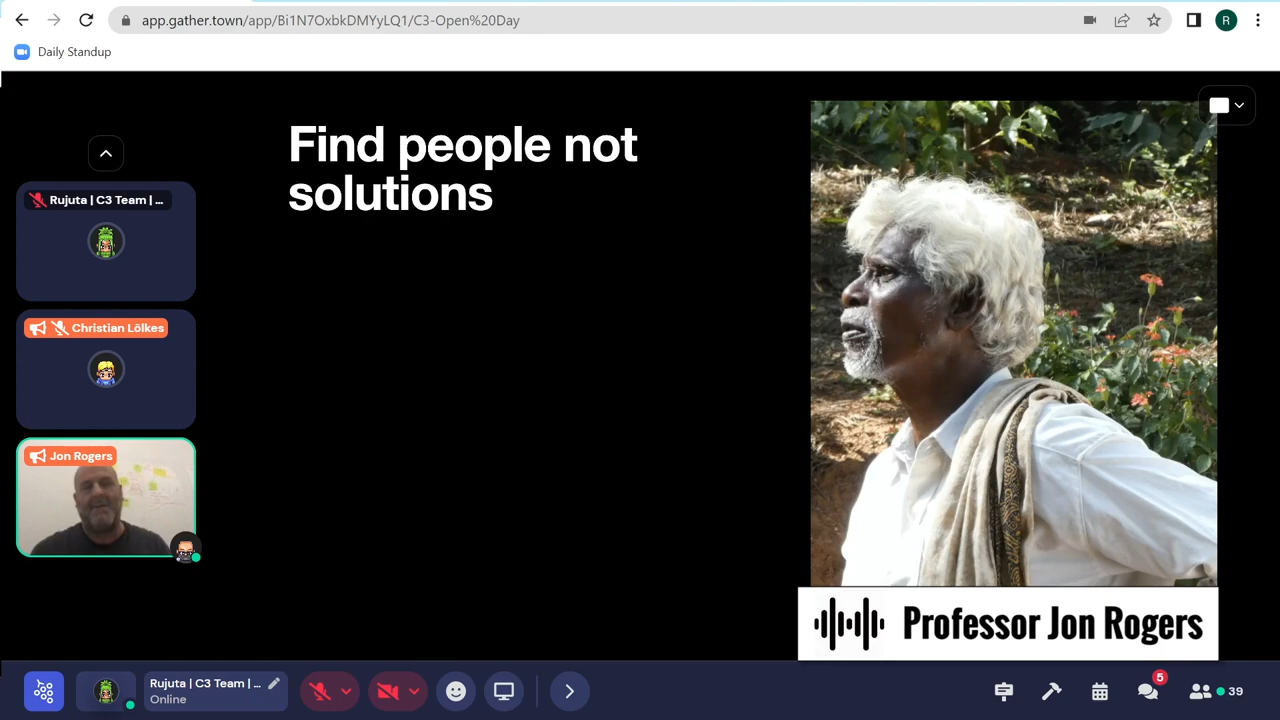 app.gather.town/app/Bi1N7OxbkDMYyLQ1/C3-Open%20Day
R
Daily Standup
Find people not
solutions
Rujuta | C3 Team | ...
Christian Lölkes
Jon Rogers
Professor Jon Rogers
Rujuta | C3 Team | ...
Online
5
39